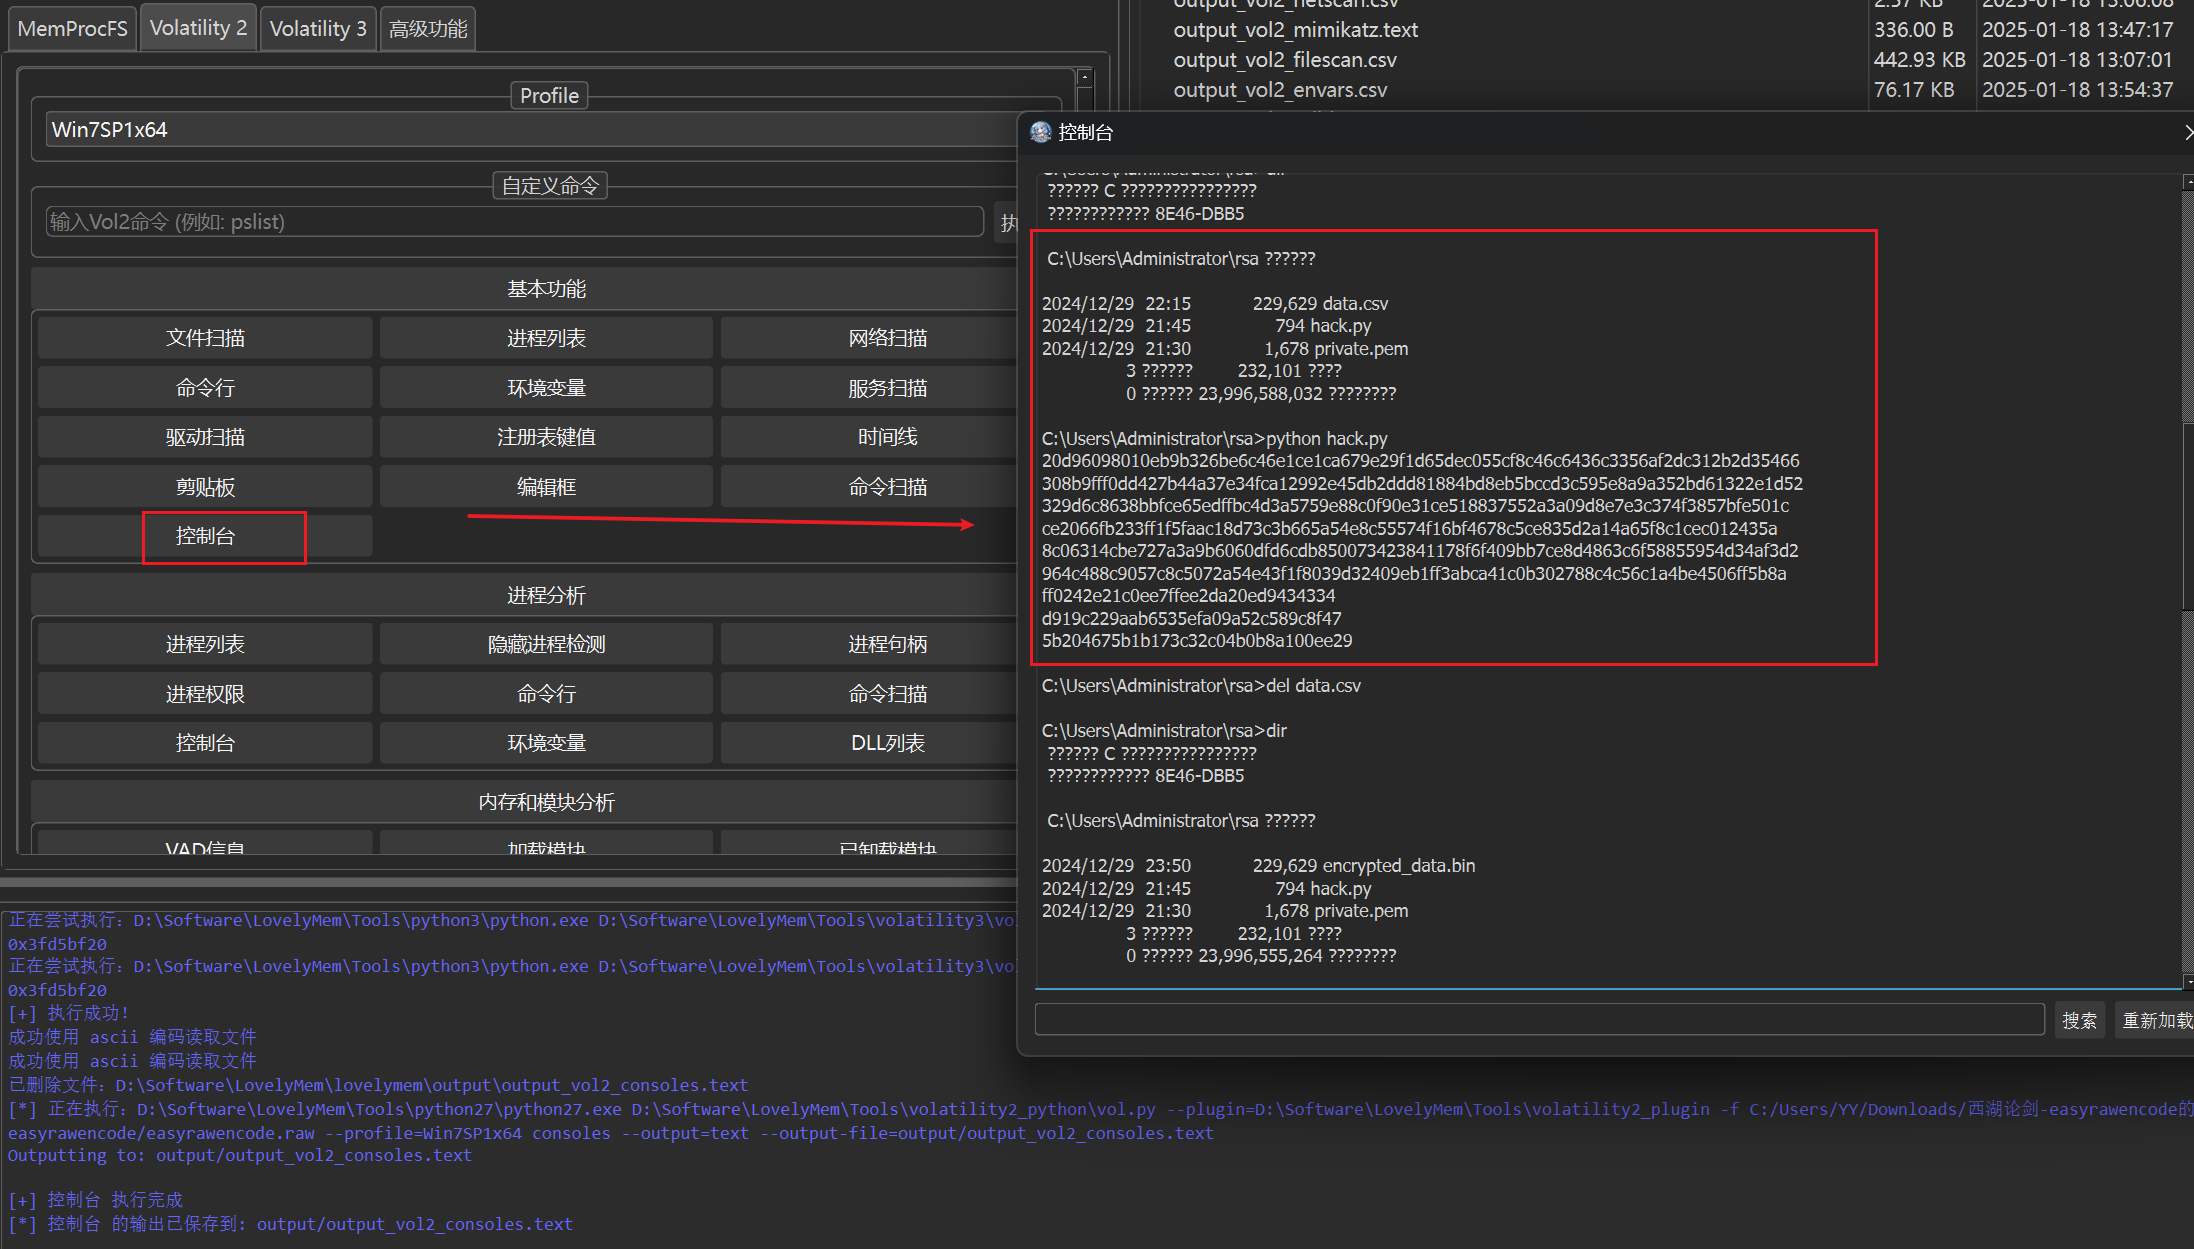 MemProcFS
Volatility 2
Volatility 3
高级功能
Profile
Win7SP1x64
自定义命令
输入Vol2命令 (例如: pslist)
基本功能
文件扫描
进程列表
网络扫描
命令行
环境变量
服务扫描
驱动扫描
注册表键值
时间线
剪贴板
编辑框
命令扫描
控制台
进程分析
进程列表
隐藏进程检测
进程句柄
进程权限
命令行
命令扫描
控制台
环境变量
DLL列表
内存和模块分析
VAD信息
加载模块
已卸载模块
output_vol2_netscan.csv 2.57 KB 2025-01-18 13:06:08
output_vol2_mimikatz.text 336.00 B 2025-01-18 13:47:17
output_vol2_filescan.csv 442.93 KB 2025-01-18 13:07:01
output_vol2_envars.csv 76.17 KB 2025-01-18 13:54:37
控制台
C:\Users\Administrator\rsa>dir
?????? C ????????????????
???????????? 8E46-DBB5
C:\Users\Administrator\rsa ??????
2024/12/29 22:15 229,629 data.csv
2024/12/29 21:45 794 hack.py
2024/12/29 21:30 1,678 private.pem
3 ?????? 232,101 ????
0 ?????? 23,996,588,032 ????????
C:\Users\Administrator\rsa>python hack.py
20d96098010eb9b326be6c46e1ce1ca679e29f1d65dec055cf8c46c6436c3356af2dc312b2d35466
308b9fff0dd427b44a37e34fca12992e45db2ddd81884bd8eb5bccd3c595e8a9a352bd61322e1d52
329d6c8638bbfce65edffbc4d3a5759e88c0f90e31ce518837552a3a09d8e7e3c374f3857bfe501c
ce2066fb233ff1f5faac18d73c3b665a54e8c55574f16bf4678c5ce835d2a14a65f8c1cec012435a
8c06314cbe727a3a9b6060dfd6cdb850073423841178f6f409bb7ce8d4863c6f58855954d34af3d2
964c488c9057c8c5072a54e43f1f8039d32409eb1ff3abca41c0b302788c4c56c1a4be4506ff5b8a
ff0242e21c0ee7ffee2da20ed9434334
d919c229aab6535efa09a52c589c8f47
5b204675b1b173c32c04b0b8a100ee29
C:\Users\Administrator\rsa>del data.csv
C:\Users\Administrator\rsa>dir
?????? C ????????????????
???????????? 8E46-DBB5
C:\Users\Administrator\rsa ??????
2024/12/29 23:50 229,629 encrypted_data.bin
2024/12/29 21:45 794 hack.py
2024/12/29 21:30 1,678 private.pem
3 ?????? 232,101 ????
0 ?????? 23,996,555,264 ????????
搜索
重新加载
正在尝试执行: D:\Software\LovelyMem\Tools\python3\python.exe D:\Software\LovelyMem\Tools\volatility3\vo
0x3fd5bf20
正在尝试执行: D:\Software\LovelyMem\Tools\python3\python.exe D:\Software\LovelyMem\Tools\volatility3\vo
0x3fd5bf20
[+] 执行成功!
成功使用 ascii 编码读取文件
成功使用 ascii 编码读取文件
已删除文件: D:\Software\LovelyMem\lovelymem\output\output_vol2_consoles.text
[*] 正在执行: D:\Software\LovelyMem\Tools\python27\python27.exe D:\Software\LovelyMem\Tools\volatility2_python\vol.py --plugin=D:\Software\LovelyMem\Tools\volatility2_plugin -f C:/Users/YY/Downloads/西湖论剑-easyrawencode的
easyrawencode/easyrawencode.raw --profile=Win7SP1x64 consoles --output=text --output-file=output/output_vol2_consoles.text
Outputting to: output/output_vol2_consoles.text
[+] 控制台 执行完成
[*] 控制台 的输出已保存到: output/output_vol2_consoles.text